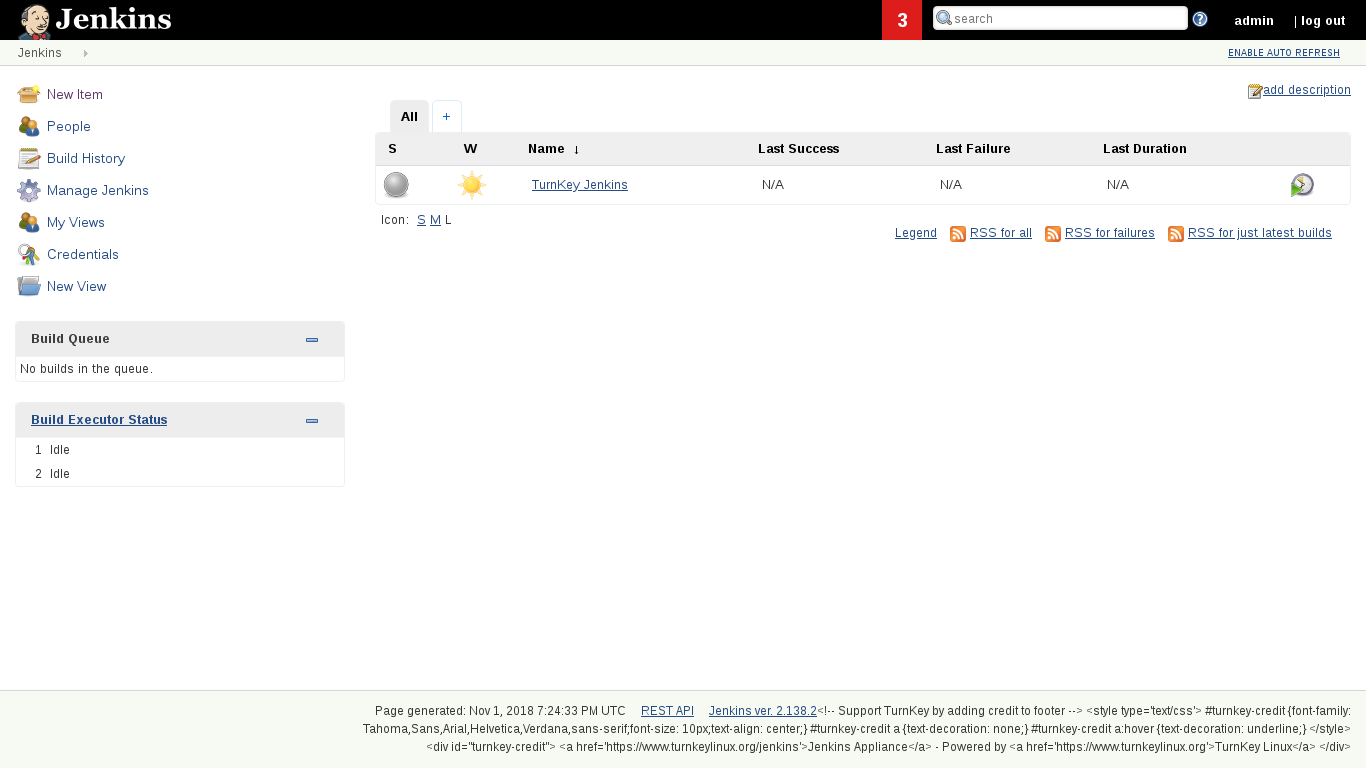 Jenkins
3
search
admin
| log out
Jenkins
ENABLE AUTO REFRESH
New Item
People
Build History
Manage Jenkins
My Views
Credentials
New View
Build Queue
No builds in the queue.
Build Executor Status
1 Idle
2 Idle
add description
All +
S W Name ↓ Last Success Last Failure Last Duration
TurnKey Jenkins N/A N/A N/A
Icon: S M L
Legend RSS for all RSS for failures RSS for just latest builds
Page generated: Nov 1, 2018 7:24:33 PM UTC REST API Jenkins ver. 2.138.2<!-- Support TurnKey by adding credit to footer --> <style type='text/css'> #turnkey-credit {font-family:
Tahoma,Sans,Arial,Helvetica,Verdana,sans-serif;font-size: 10px;text-align: center;} #turnkey-credit a {text-decoration: none;} #turnkey-credit a:hover {text-decoration: underline;} </style>
<div id="turnkey-credit"> <a href='https://www.turnkeylinux.org/jenkins'>Jenkins Appliance</a> - Powered by <a href='https://www.turnkeylinux.org'>TurnKey Linux</a> </div>